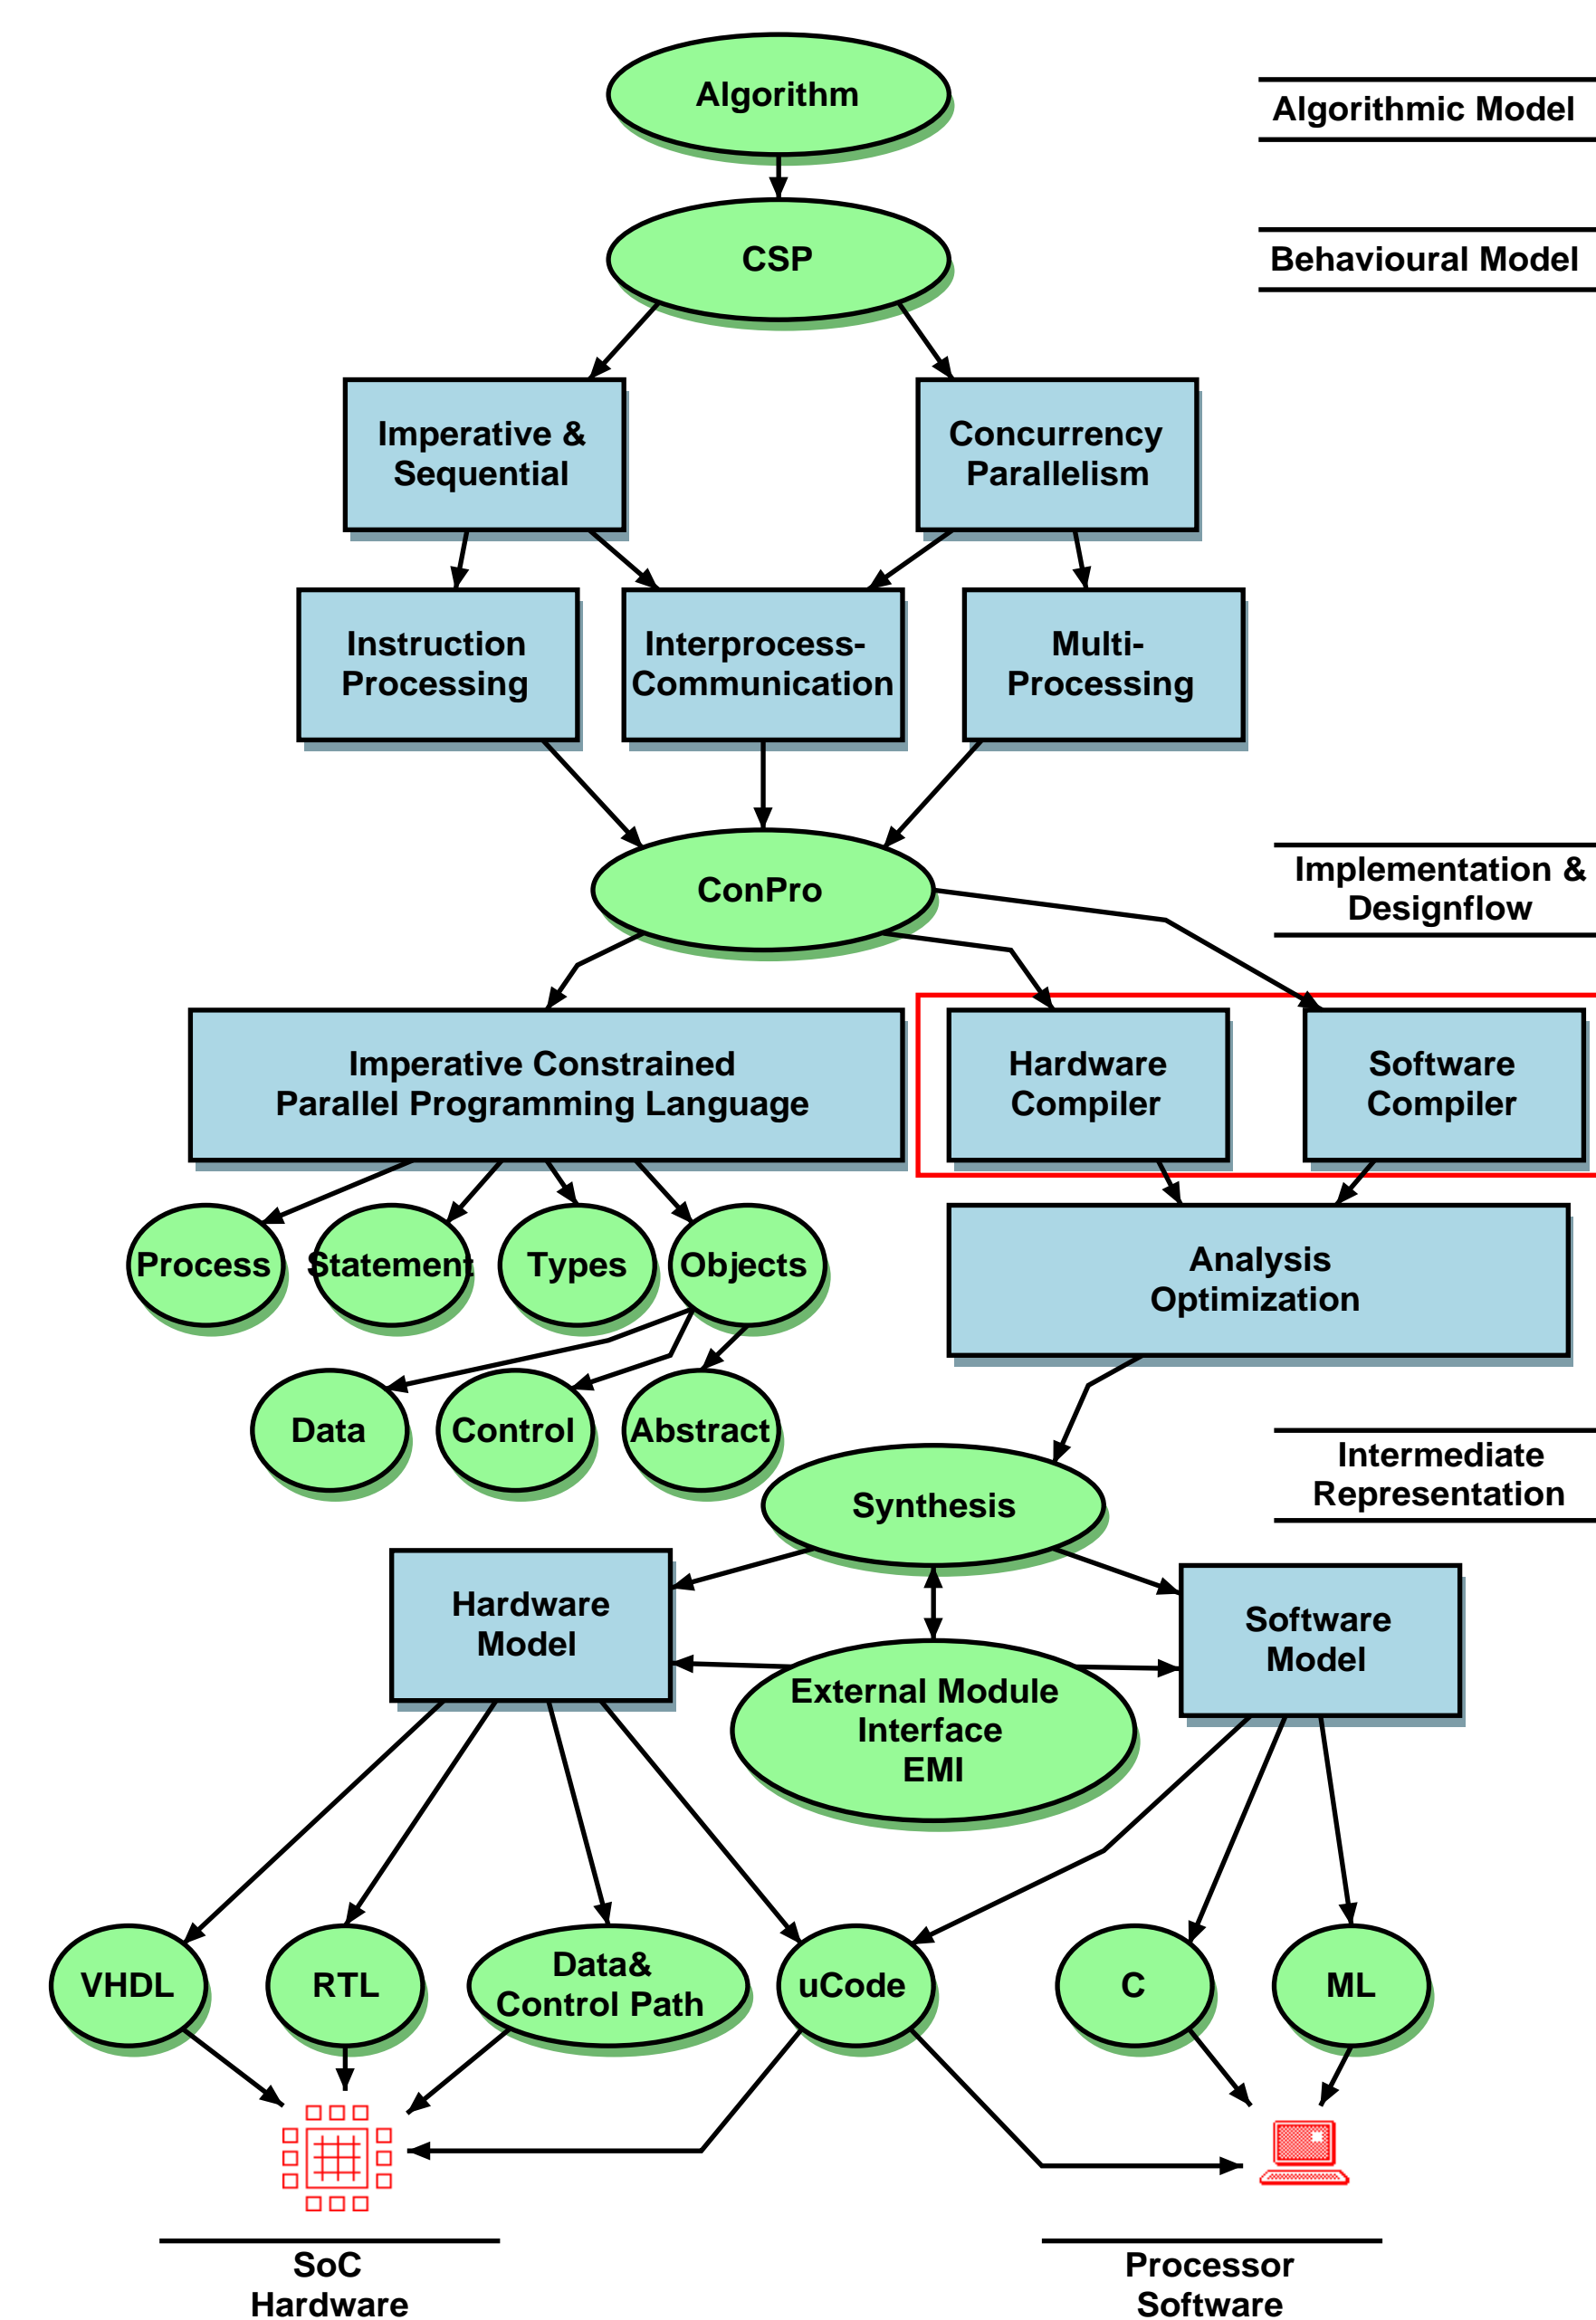 Algorithm
Algorithmic Model
CSP
Behavioural Model
Imperative &
Sequential
Concurrency
Parallelism
Instruction
Processing
Interprocess-
Communication
Multi-
Processing
ConPro
Implementation &
Designflow
Imperative Constrained
Parallel Programming Language
Hardware
Compiler
Software
Compiler
Process
Statement
Types
Objects
Analysis
Optimization
Data
Control
Abstract
Intermediate
Representation
Synthesis
Hardware
Model
Software
Model
External Module
Interface
EMI
VHDL
RTL
Data&
Control Path
uCode
C
ML
SoC
Hardware
Processor
Software